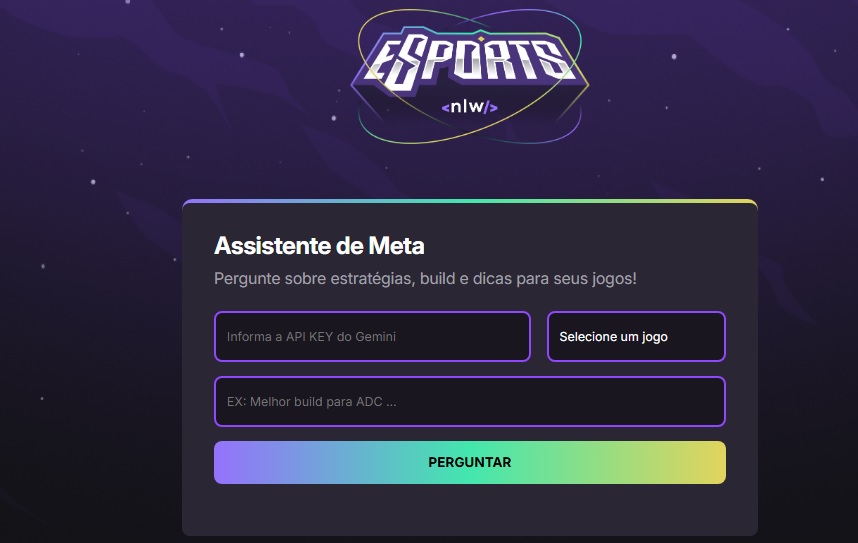 ESPORTS
<nlw/>
Assistente de Meta
Pergunte sobre estratégias, build e dicas para seus jogos!
Informa a API KEY do Gemini
Selecione um jogo
EX: Melhor build para ADC ...
PERGUNTAR